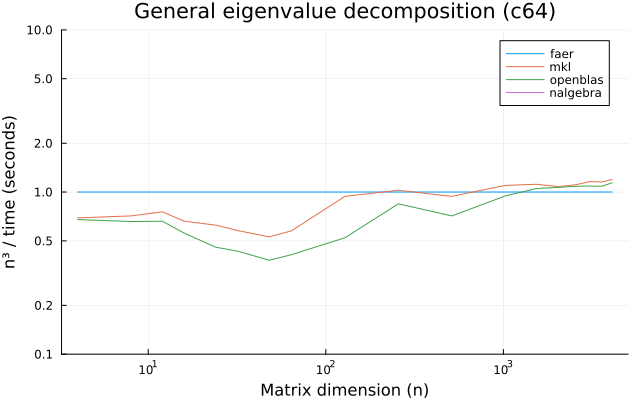 General eigenvalue decomposition (c64)
n³ / time (seconds)
10.0
5.0
2.0
1.0
0.5
0.2
0.1
faer
mkl
openblas
nalgebra
10¹
10²
10³
Matrix dimension (n)